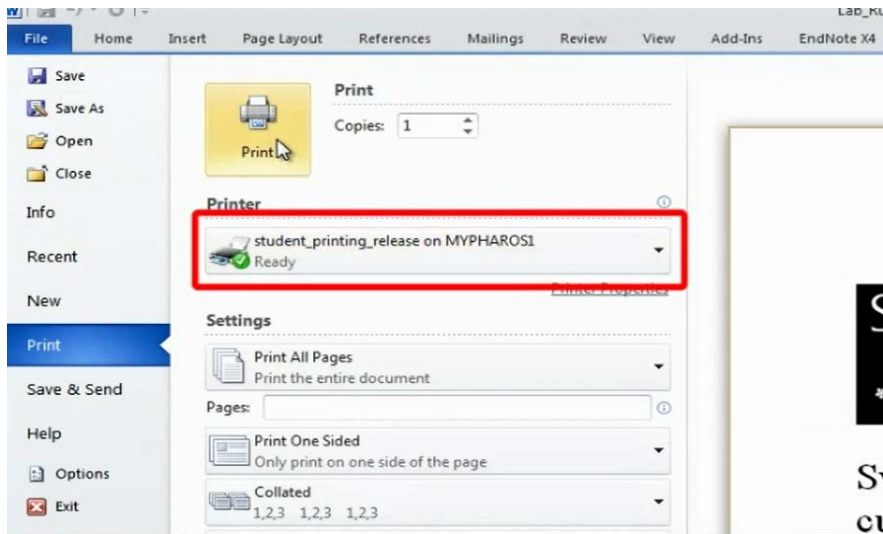 Lab_Ru
File Home Insert Page Layout References Mailings Review View Add-Ins EndNote X4
Save
Save As
Open
Close
Info
Recent
New
Print
Save & Send
Help
Options
Exit
Print
Print
Copies: 1
Printer
student_printing_release on MYPHAROS1
Ready
Printer Properties
Settings
Print All Pages
Print the entire document
Pages:
Print One Sided
Only print on one side of the page
Collated
1,2,3 1,2,3 1,2,3
S
*
Sy
cu